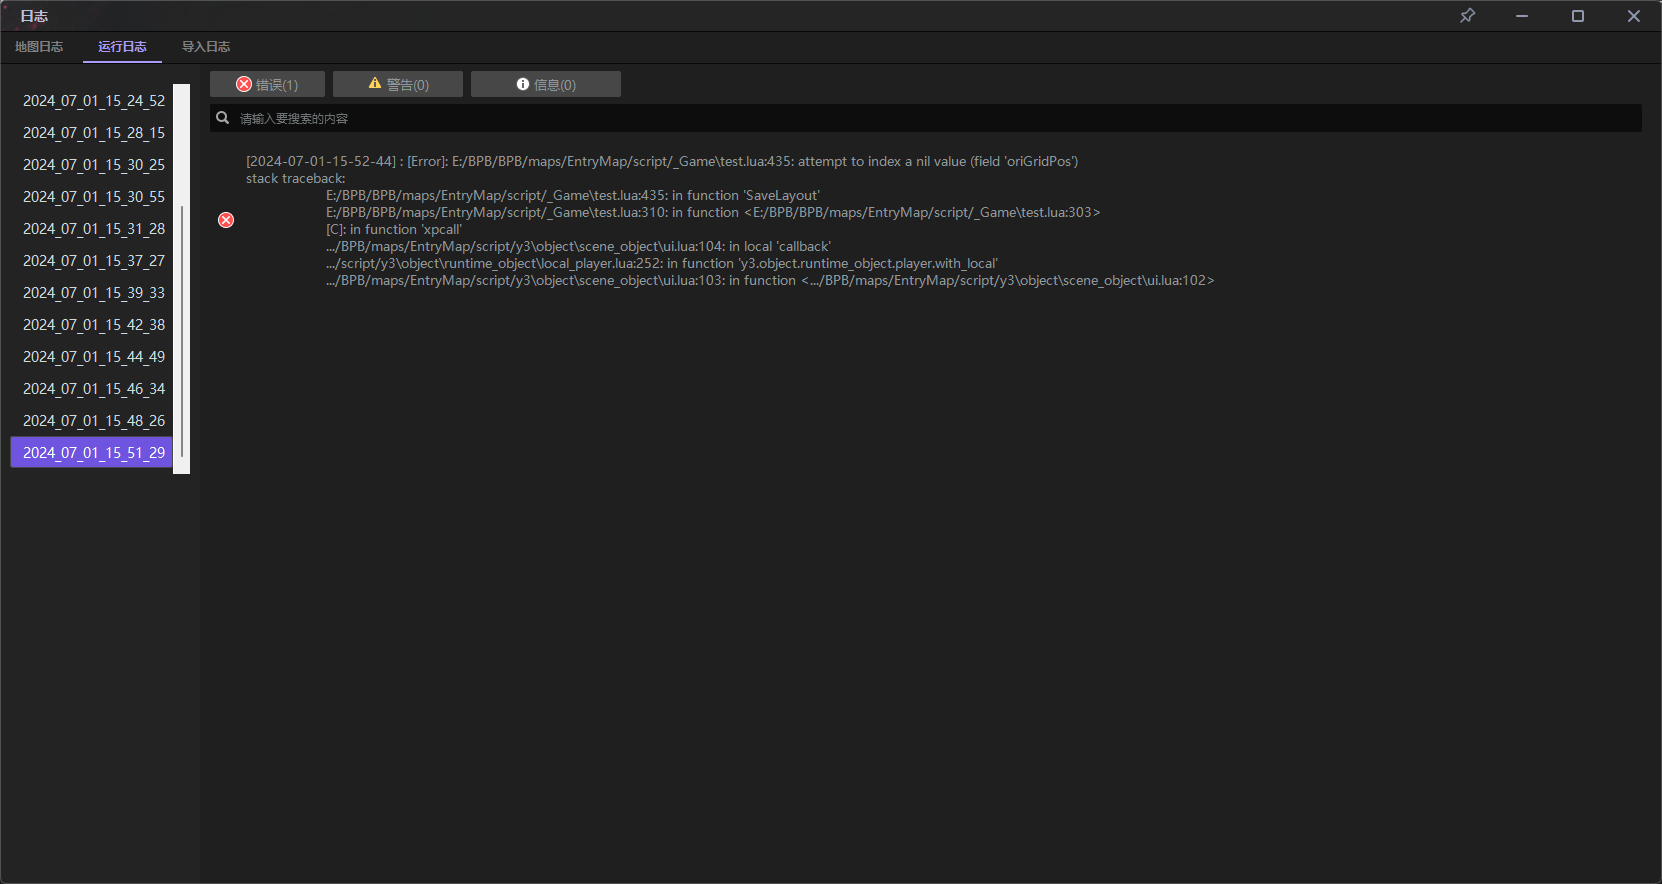 日志
地图日志 运行日志 导入日志
错误(1) 警告(0) 信息(0)
请输入要搜索的内容
2024_07_01_15_24_52
2024_07_01_15_28_15
2024_07_01_15_30_25
2024_07_01_15_30_55
2024_07_01_15_31_28
2024_07_01_15_37_27
2024_07_01_15_39_33
2024_07_01_15_42_38
2024_07_01_15_44_49
2024_07_01_15_46_34
2024_07_01_15_48_26
2024_07_01_15_51_29
[2024-07-01-15-52-44] : [Error]: E:/BPB/BPB/maps/EntryMap/script/_Game\test.lua:435: attempt to index a nil value (field 'oriGridPos')
stack traceback:
E:/BPB/BPB/maps/EntryMap/script/_Game\test.lua:435: in function 'SaveLayout'
E:/BPB/BPB/maps/EntryMap/script/_Game\test.lua:310: in function <E:/BPB/BPB/maps/EntryMap/script/_Game\test.lua:303>
[C]: in function 'xpcall'
.../BPB/maps/EntryMap/script/y3\object\scene_object\ui.lua:104: in local 'callback'
.../script/y3\object\runtime_object\local_player.lua:252: in function 'y3.object.runtime_object.player.with_local'
.../BPB/maps/EntryMap/script/y3\object\scene_object\ui.lua:103: in function <.../BPB/maps/EntryMap/script/y3\object\scene_object\ui.lua:102>